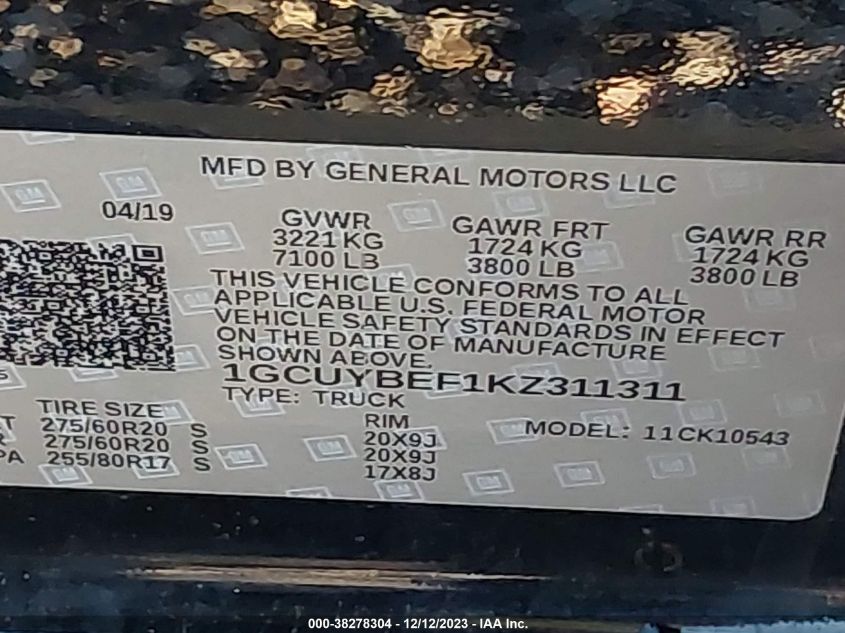 MFD BY GENERAL MOTORS LLC
04/19
GVWR
3221 KG
7100 LB
GAWR FRT
1724 KG
3800 LB
GAWR RR
1724 KG
3800 LB
THIS VEHICLE CONFORMS TO ALL
APPLICABLE U.S. FEDERAL MOTOR
VEHICLE SAFETY STANDARDS IN EFFECT
ON THE DATE OF MANUFACTURE
SHOWN ABOVE.
1GCUYBEF1KZ311311
TYPE: TRUCK
MODEL: 11CK10543
TIRE SIZE
RIM
T 275/60R20 S 20X9J
R 275/60R20 S 20X9J
PA 255/80R17 S 17X8J
000-38278304 - 12/12/2023 - IAA Inc.